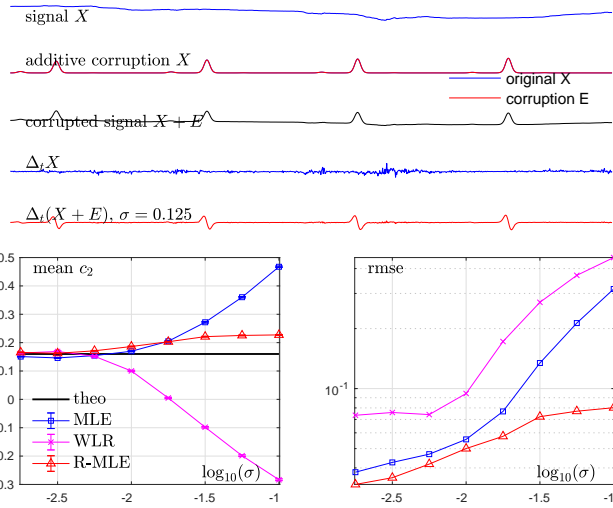 signal X
additive corruption X
original X
corruption E
corrupted signal X + E
Δ_t X
Δ_t(X + E), σ = 0.125
mean c_2
0.5
0.4
0.3
0.2
0.1
0
0.1
0.2
0.3
theo
MLE
WLR
R-MLE
log_10(σ)
-2.5 -2 -1.5 -1
rmse
10^-1
log_10(σ)
-2.5 -2 -1.5 -1